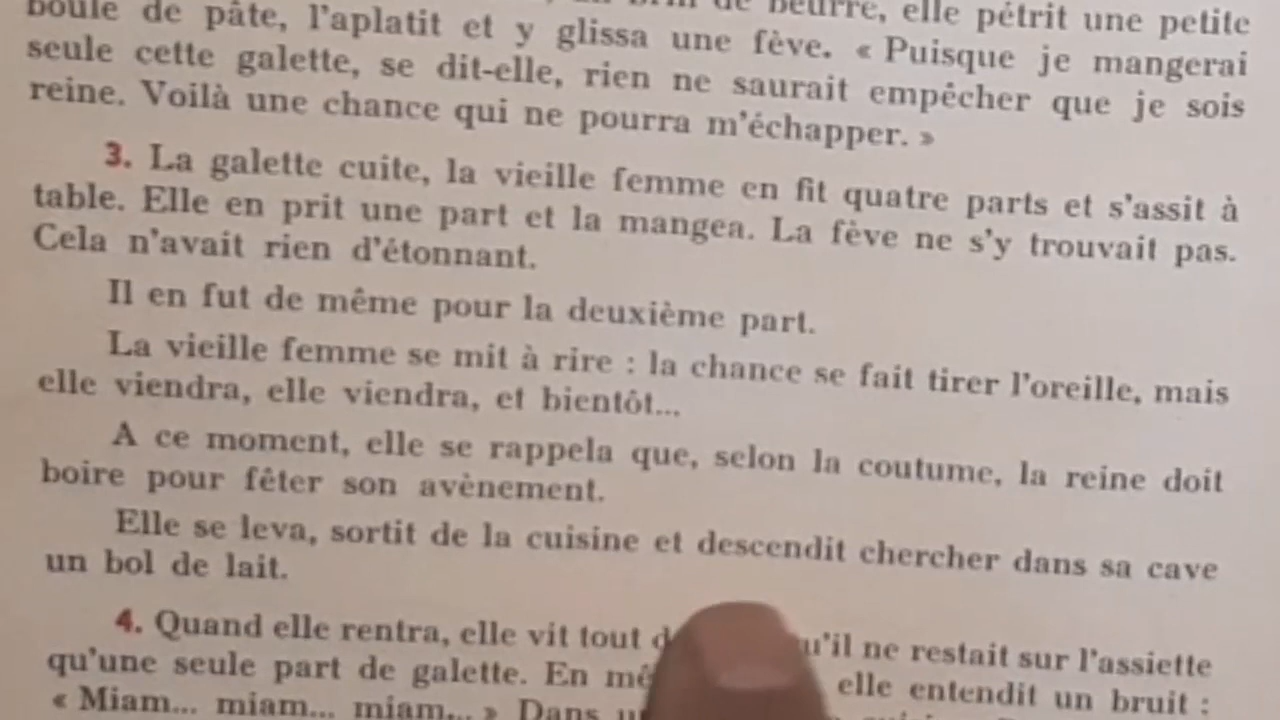 beurre, elle pétrit une petite
boule de pâte, l'aplatit et y glissa une fève. « Puisque je mangerai
seule cette galette, se dit-elle, rien ne saurait empêcher que je sois
reine. Voilà une chance qui ne pourra m'échapper. »
3. La galette cuite, la vieille femme en fit quatre parts et s'assit à
table. Elle en prit une part et la mangea. La fève ne s'y trouvait pas.
Cela n'avait rien d'étonnant.
Il en fut de même pour la deuxième part.
La vieille femme se mit à rire : la chance se fait tirer l'oreille, mais
elle viendra, elle viendra, et bientôt...
A ce moment, elle se rappela que, selon la coutume, la reine doit
boire pour fêter son avènement.
Elle se leva, sortit de la cuisine et descendit chercher dans sa cave
un bol de lait.
4. Quand elle rentra, elle vit tout qu'il ne restait sur l'assiette
qu'une seule part de galette. En elle entendit un bruit :
« Miam... miam... miam... » Dans